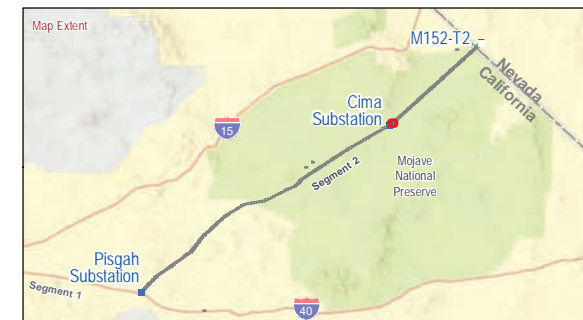 Map Extent
M152-T2
Nevada
California
Cima
Substation
15
Segment 2
Mojave
National
Preserve
Pisgah
Substation
Segment 1
40